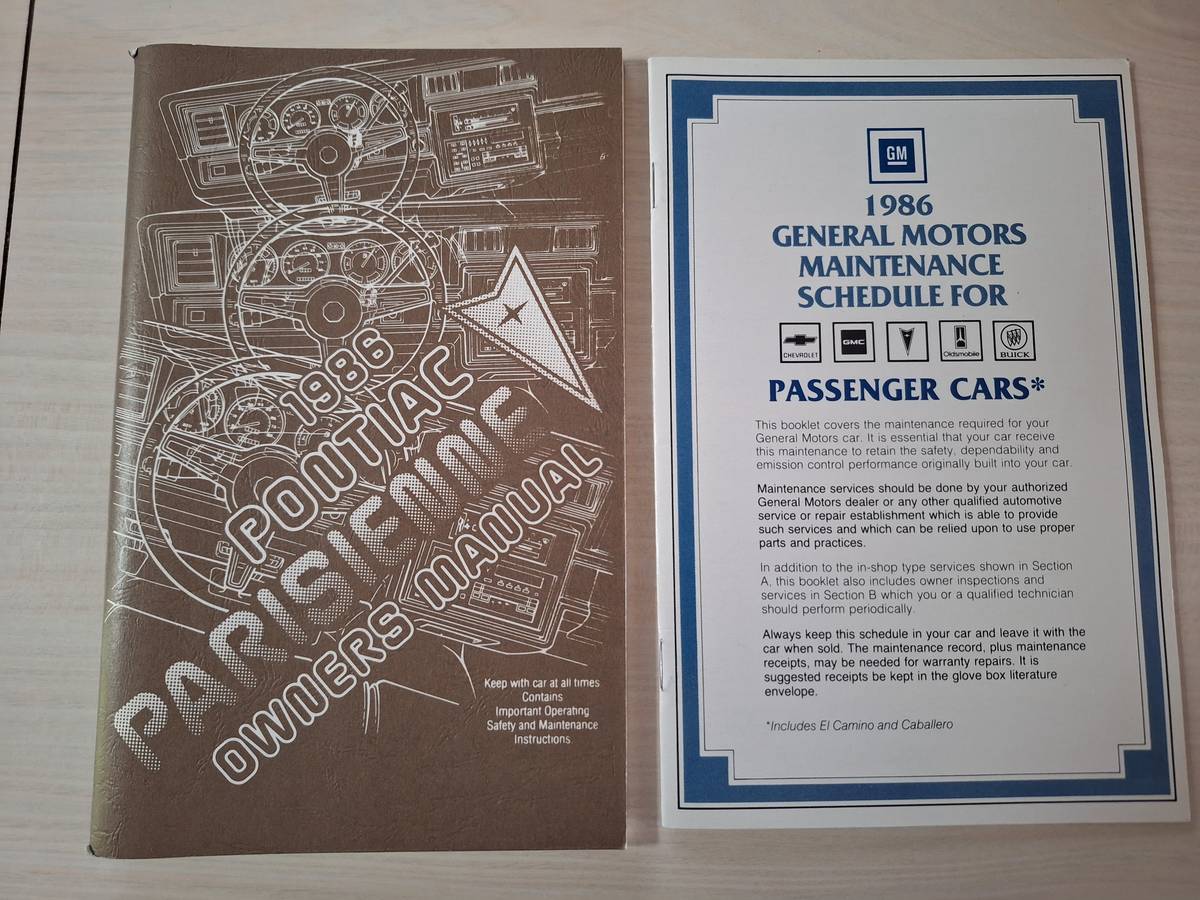 1986
PONTIAC
PARISIENNE
OWNERS MANUAL
Keep with car at all times
Contains
Important Operating
Safety and Maintenance
Instructions
GM
1986
GENERAL MOTORS
MAINTENANCE
SCHEDULE FOR
CHEVROLET
GMC
Oldsmobile
BUICK
PASSENGER CARS*
This booklet covers the maintenance required for your
General Motors car. It is essential that your car receive
this maintenance to retain the safety, dependability and
emission control performance originally built into your car.
Maintenance services should be done by your authorized
General Motors dealer or any other qualified automotive
service or repair establishment which is able to provide
such services and which can be relied upon to use proper
parts and practices.
In addition to the in-shop type services shown in Section
A, this booklet also includes owner inspections and
services in Section B which you or a qualified technician
should perform periodically.
Always keep this schedule in your car and leave it with the
car when sold. The maintenance record, plus maintenance
receipts, may be needed for warranty repairs. It is
suggested receipts be kept in the glove box literature
envelope.
*Includes El Camino and Caballero